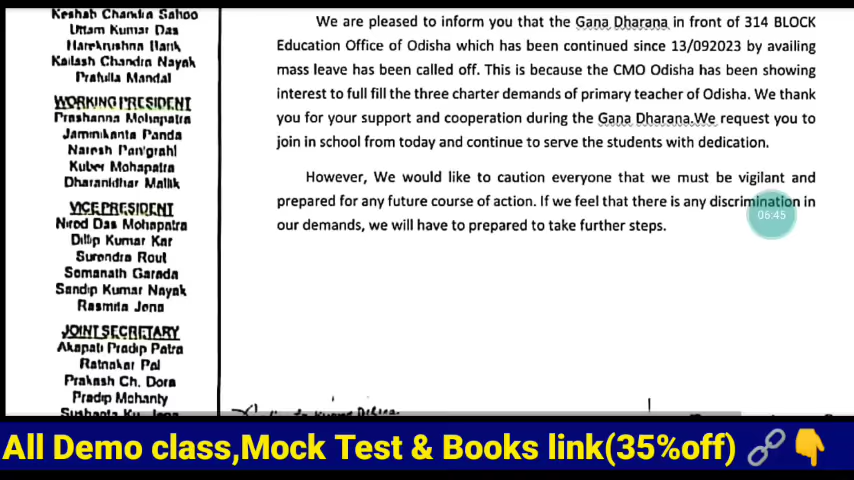 Keshab Chandra Sahoo
Uttam Kumar Das
Harekrushna Barik
Kailash Chandra Nayak
Prafulla Mandal
WORKING PRESIDENT
Prashanna Mohapatra
Jaminikanta Panda
Naresh Panigrahi
Kuber Mohapatra
Dharanidhar Mallik
VICE PRESIDENT
Nirod Das Mohapatra
Dillip Kumar Kar
Surendra Rout
Somanath Garada
Sandip Kumar Nayak
Rasmita Jena
JOINT SECRETARY
Akapati Pradip Patra
Ratnakar Pal
Prakash Ch. Dora
Pradip Mohanty
Sushanta Ku. Jena
We are pleased to inform you that the Gana Dharana in front of 314 BLOCK
Education Office of Odisha which has been continued since 13/092023 by availing
mass leave has been called off. This is because the CMO Odisha has been showing
interest to full fill the three charter demands of primary teacher of Odisha. We thank
you for your support and cooperation during the Gana Dharana.We request you to
join in school from today and continue to serve the students with dedication.
However, We would like to caution everyone that we must be vigilant and
prepared for any future course of action. If we feel that there is any discrimination in
our demands, we will have to prepared to take further steps.
06:45
All Demo class,Mock Test & Books link(35%off) 🔗👇